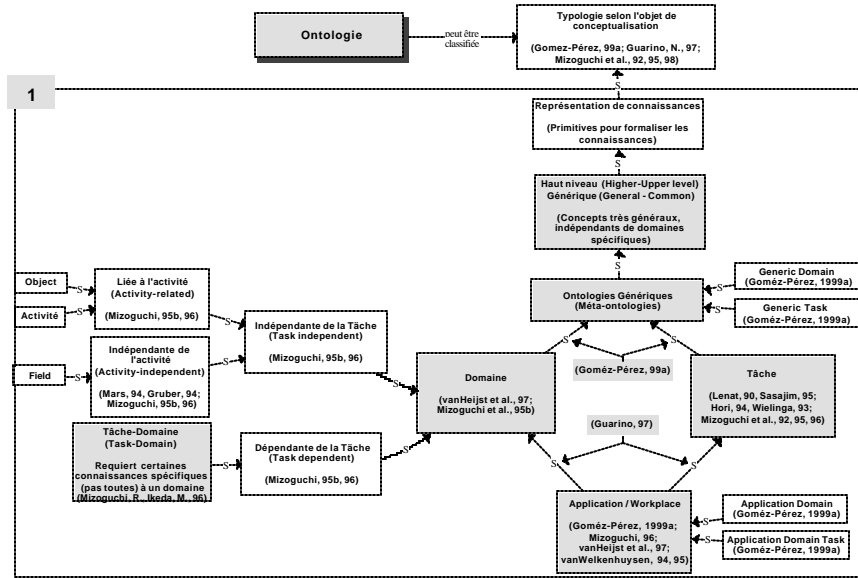 Ontologie
peut être
classifiée
Typologie selon l'objet de
conceptualisation
(Gomez-Pérez, 99a; Guarino, N., 97;
Mizoguchi et al., 92, 95, 98)
1
S
Représentation de connaissances
(Primitives pour formaliser les
connaissances)
S
Haut niveau (Higher-Upper level)
Générique (General - Common)
(Concepts très généraux,
indépendants de domaines
spécifiques)
S
Object
S
Activité
S
Liée à l'activité
(Activity-related)
(Mizoguchi, 95b, 96)
S
Ontologies Génériques
(Méta-ontologies)
S
Generic Domain
(Goméz-Pérez, 1999a)
S
Generic Task
(Goméz-Pérez, 1999a)
Indépendante de la Täche
(Task independent)
(Mizoguchi, 95b, 96)
S
Field
S
Indépendante de
l'activité
(Activity-independent)
(Mars, 94, Gruber, 94;
Mizoguchi, 95b, 96)
S
S
S
(Goméz-Pérez, 99a)
Domaine
(vanHeijst et al., 97;
Mizoguchi et al., 95b)
Tâche
(Lenat, 90, Sasajim, 95;
Hori, 94, Wielinga, 93;
Mizoguchi et al., 92, 95, 96)
Tâche-Domaine
(Task-Domain)
Requiert certaines
connaissances spécifiques
(pas toutes) à un domaine
(Mizoguchi, R., Ikeda, M., 96)
S
Dépendante de la Täche
(Task dependent)
(Mizoguchi, 95b, 96)
S
(Guarino, 97)
S
S
Application / Workplace
(Goméz-Pérez, 1999a;
Mizoguchi, 96;
vanHeijst et al., 97;
vanWelkenhuysen, 94, 95)
S
Application Domain
(Goméz-Pérez, 1999a)
S
Application Domain Task
(Goméz-Pérez, 1999a)